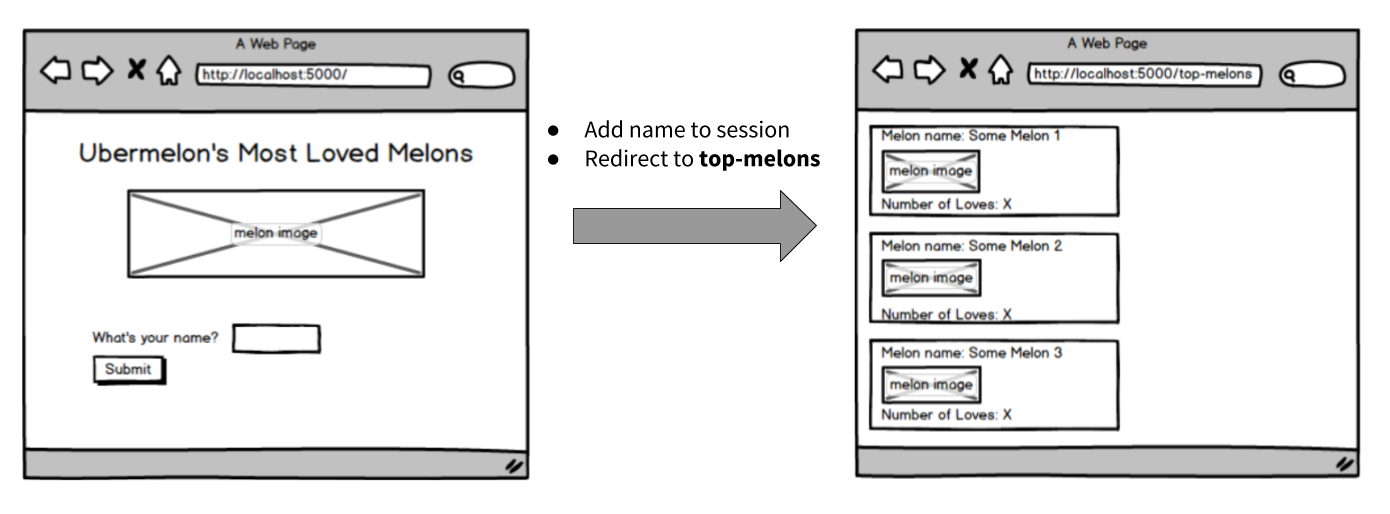 A Web Page
http://localhost:5000/
Ubermelon's Most Loved Melons
melon image
What's your name?
Submit
● Add name to session
● Redirect to top-melons
A Web Page
http://localhost:5000/top-melons
Melon name: Some Melon 1
melon image
Number of Loves: X
Melon name: Some Melon 2
melon image
Number of Loves: X
Melon name: Some Melon 3
melon image
Number of Loves: X